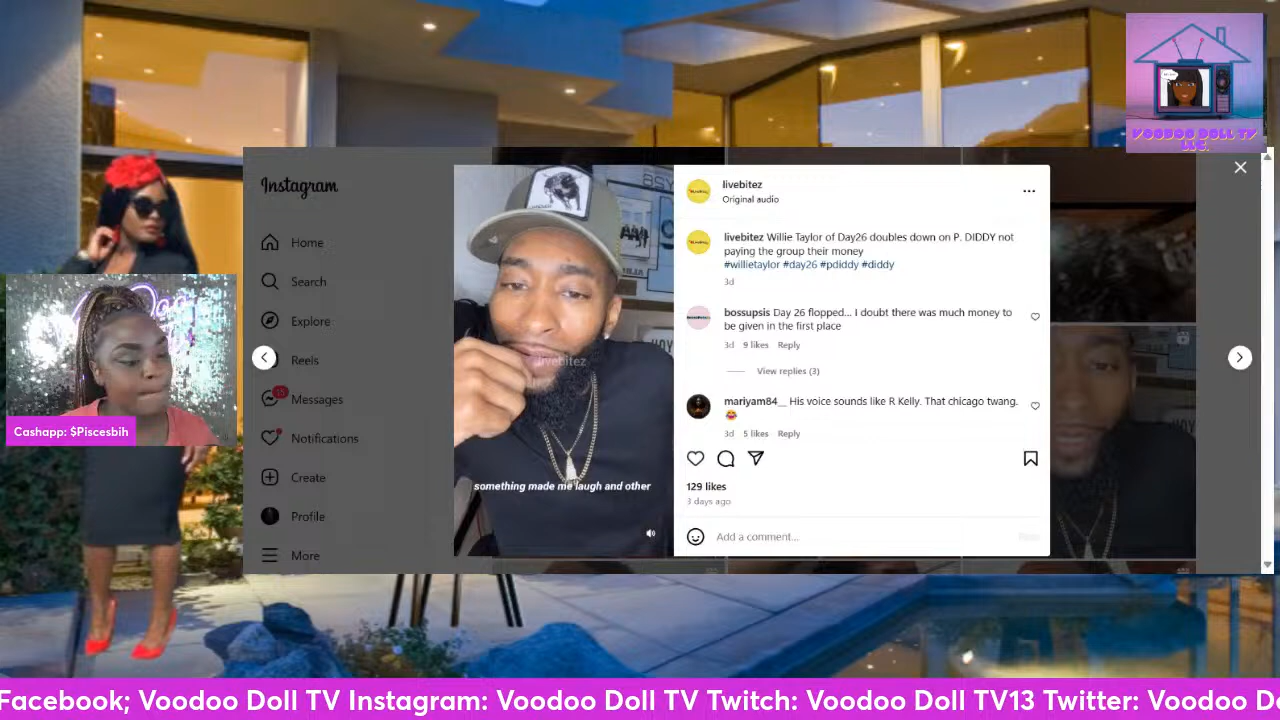 VOODOO DOLL TV
LLC.
Instagram
Home
Search
Explore
Reels
15
Messages
Notifications
Create
Profile
More
Cashapp: $Piscesbih
livebitez
something made me laugh and other
livebitez
Original audio
livebitez Willie Taylor of Day26 doubles down on P. DIDDY not
paying the group their money
#willietaylor #day26 #pdiddy #diddy
3d
bossupsis Day 26 flopped... I doubt there was much money to
be given in the first place
3d 9 likes Reply
View replies (3)
mariyam84__ His voice sounds like R Kelly. That chicago twang.
😂
3d 5 likes Reply
129 likes
3 days ago
Add a comment...
Post
Facebook; Voodoo Doll TV Instagram: Voodoo Doll TV Twitch: Voodoo Doll TV13 Twitter: Voodoo D